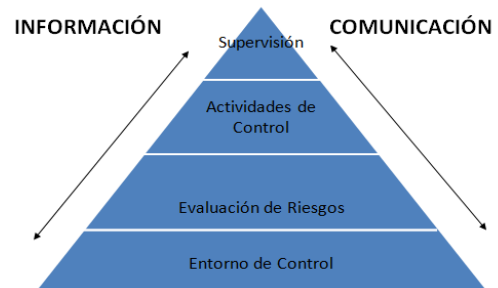 INFORMACIÓN
COMUNICACIÓN
Supervisión
Actividades de
Control
Evaluación de Riesgos
Entorno de Control